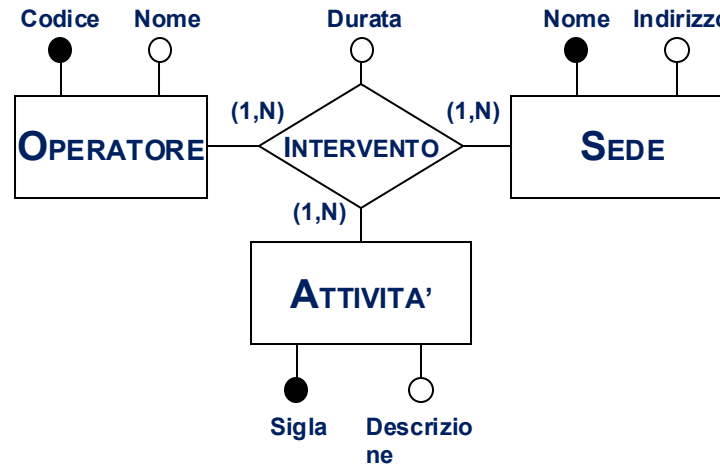 Codice Nome Durata Nome Indirizzo
(1,N) (1,N)
OPERATORE INTERVENTO SEDE
(1,N)
ATTIVITA’
Sigla Descrizio
ne